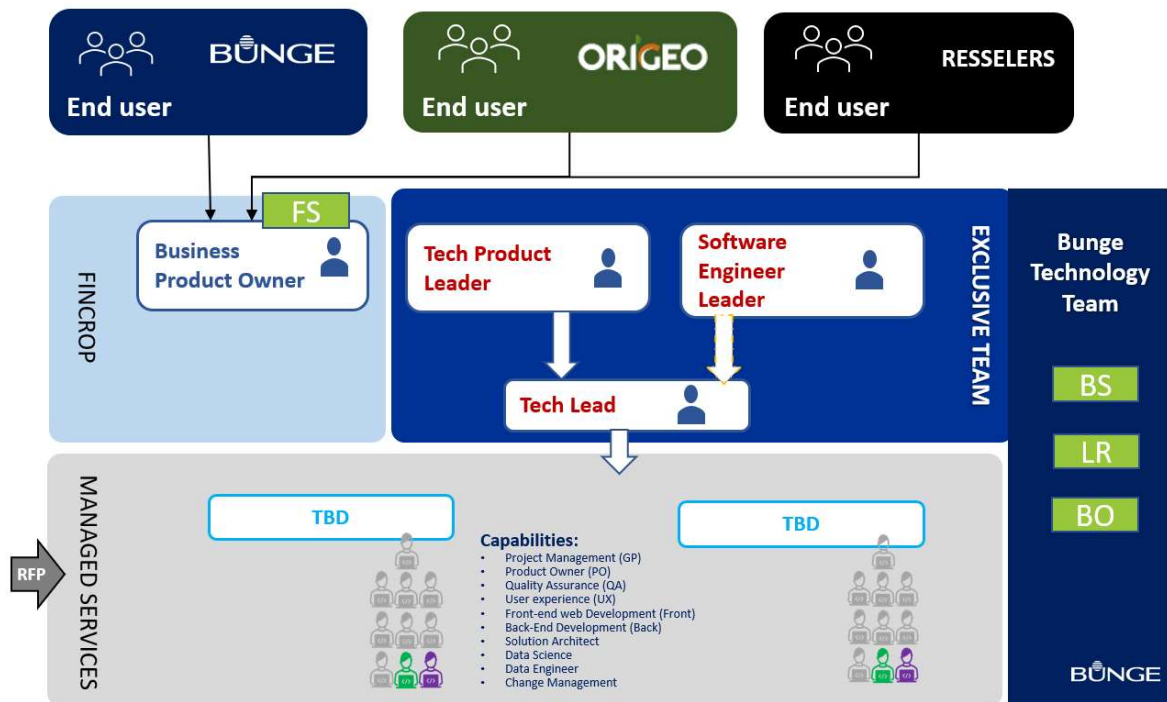 BUNGE
End user
ORIGEO
End user
RESSELERS
End user
FINCROP
FS
Business
Product Owner
Tech Product
Leader
Software
Engineer
Leader
Tech Lead
EXCLUSIVE TEAM
Bunge
Technology
Team
BS
LR
BO
BUNGE
RFP
MANAGED SERVICES
TBD
TBD
Capabilities:
• Project Management (GP)
• Product Owner (PO)
• Quality Assurance (QA)
• User experience (UX)
• Front-end web Development (Front)
• Back-End Development (Back)
• Solution Architect
• Data Science
• Data Engineer
• Change Management